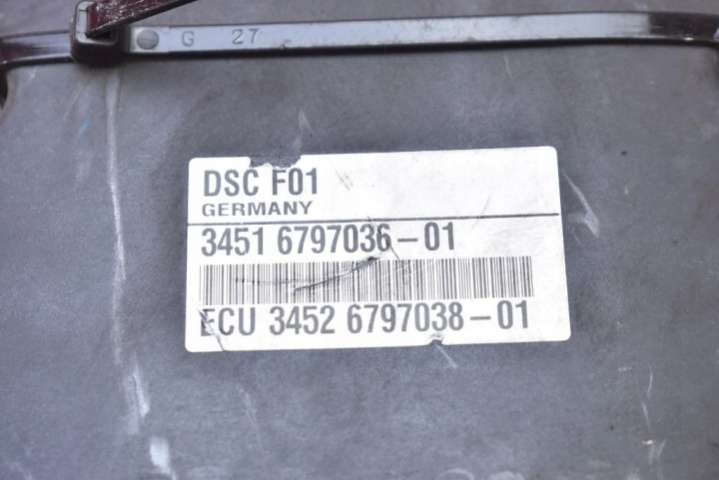 G 27
DSC F01
GERMANY
3451 6797036-01
ECU 3452 6797038-01